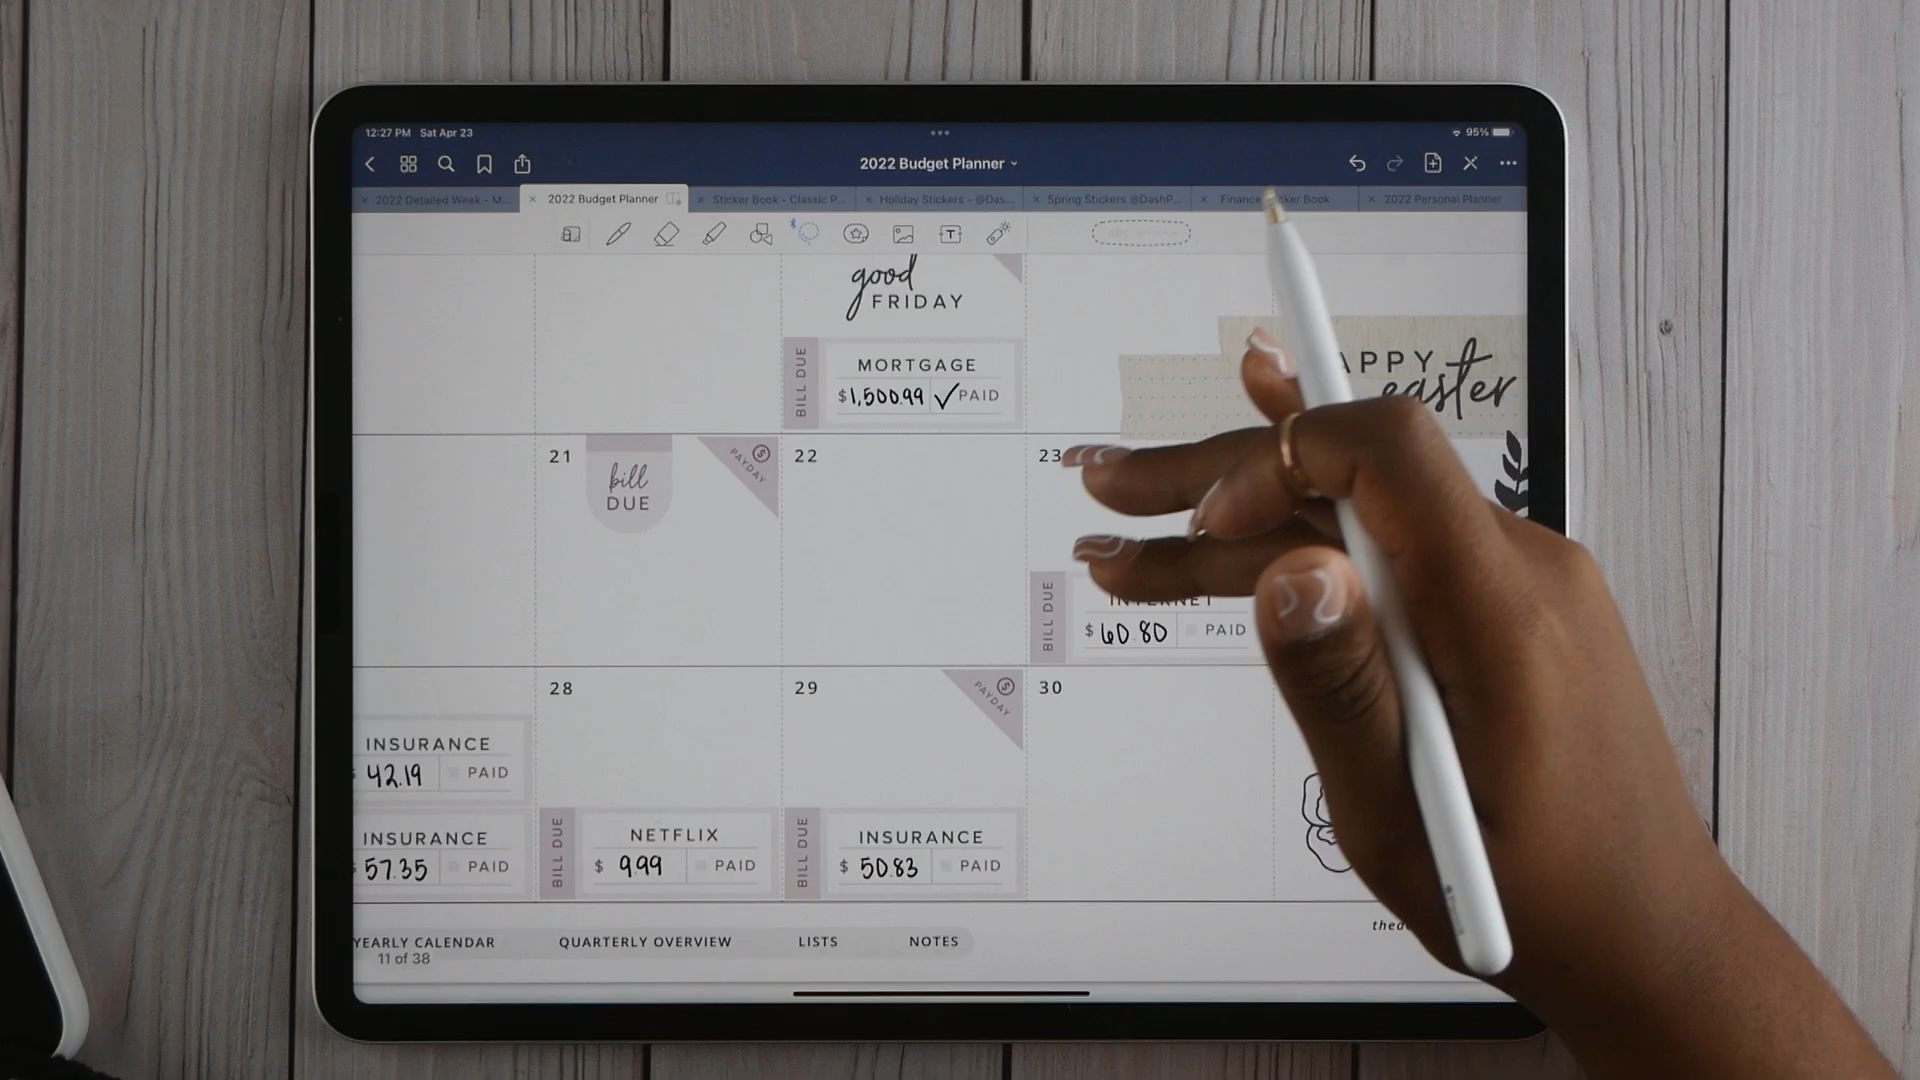 12:27 PM Sat Apr 23
95%
2022 Budget Planner
2022 Detailed Week - M...
2022 Budget Planner
Sticker Book - Classic P...
Holiday Stickers - @Das...
Spring Stickers @DashP...
Finance
Book
2022 Personal Planner
T
good
FRIDAY
BILL DUE
MORTGAGE
$1,500.99 ✓ PAID
APPY
easter
21
bill
DUE
PAYDAY
22
23
BILL DUE
INTERNET
$ 60.80 PAID
INSURANCE
42.19 PAID
INSURANCE
57.35 PAID
28
BILL DUE
NETFLIX
$ 9.99 PAID
29
PAYDAY
BILL DUE
INSURANCE
$ 50.83 PAID
30
YEARLY CALENDAR
QUARTERLY OVERVIEW
LISTS
NOTES
11 of 38